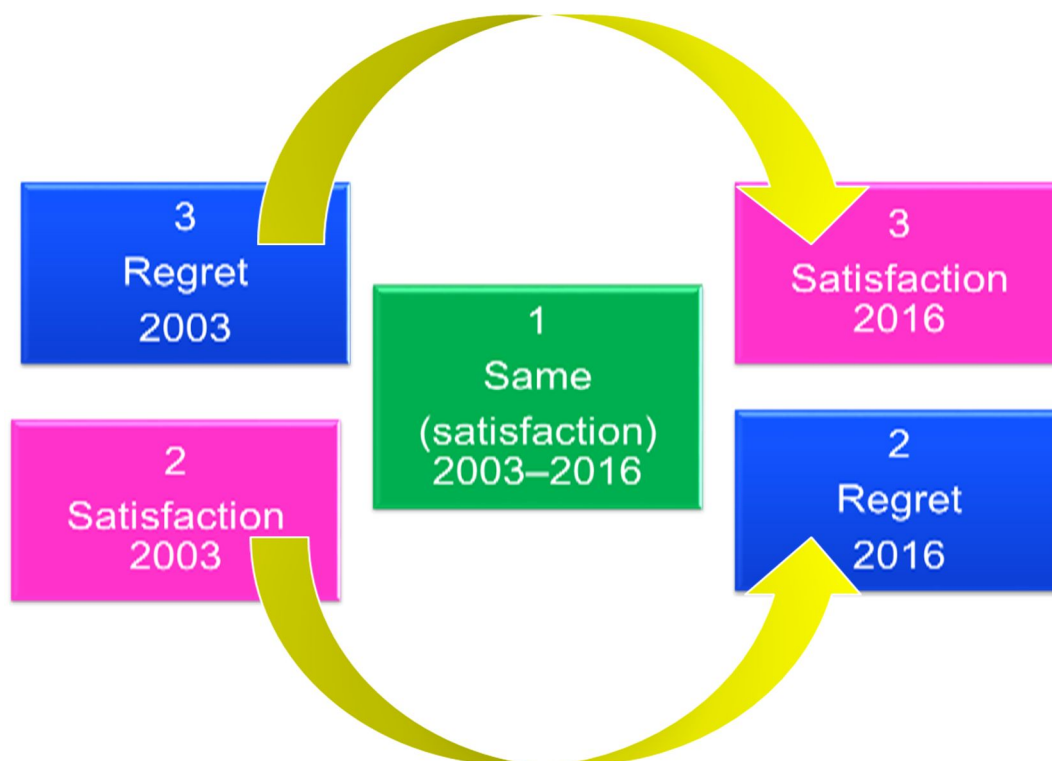 3
Regret
2003
3
Satisfaction
2016
1
Same
(satisfaction)
2003–2016
2
Satisfaction
2003
2
Regret
2016